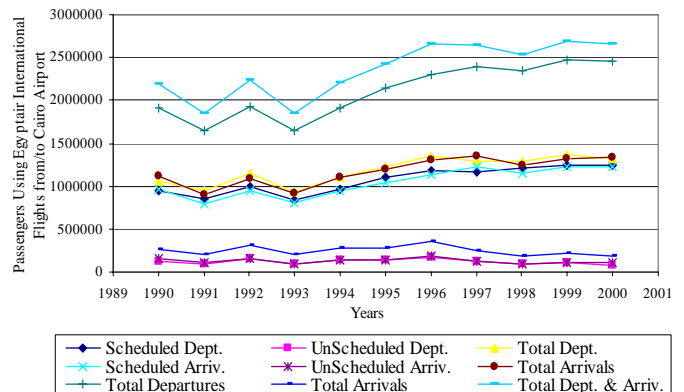 Passengers Using Egyptair International
Flights from/to Cairo Airport
3000000
2500000
2000000
1500000
1000000
500000
0
1989 1990 1991 1992 1993 1994 1995 1996 1997 1998 1999 2000 2001
Years
Scheduled Dept. UnScheduled Dept. Total Dept.
Scheduled Arriv. UnScheduled Arriv. Total Arrivals
Total Departures Total Arrivals Total Dept. & Arriv.